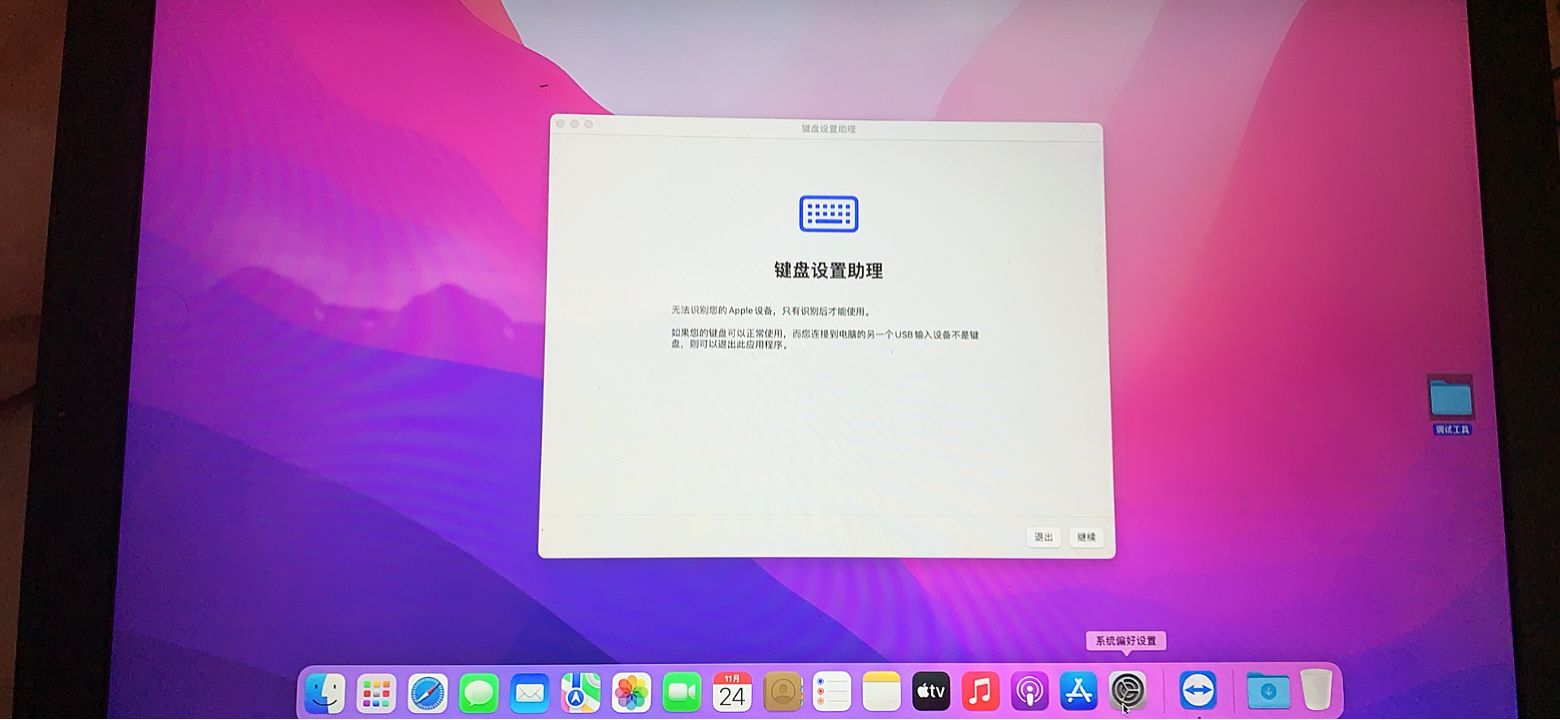 键盘设置助理
键盘设置助理
无法识别您的Apple设备，只有识别后才能使用。
如果您的键盘可以正常使用，而您连接到电脑的另一个USB输入设备不是键
盘，则可以退出此应用程序。
退出
继续
调试工具
系统偏好设置
11月
24
tv